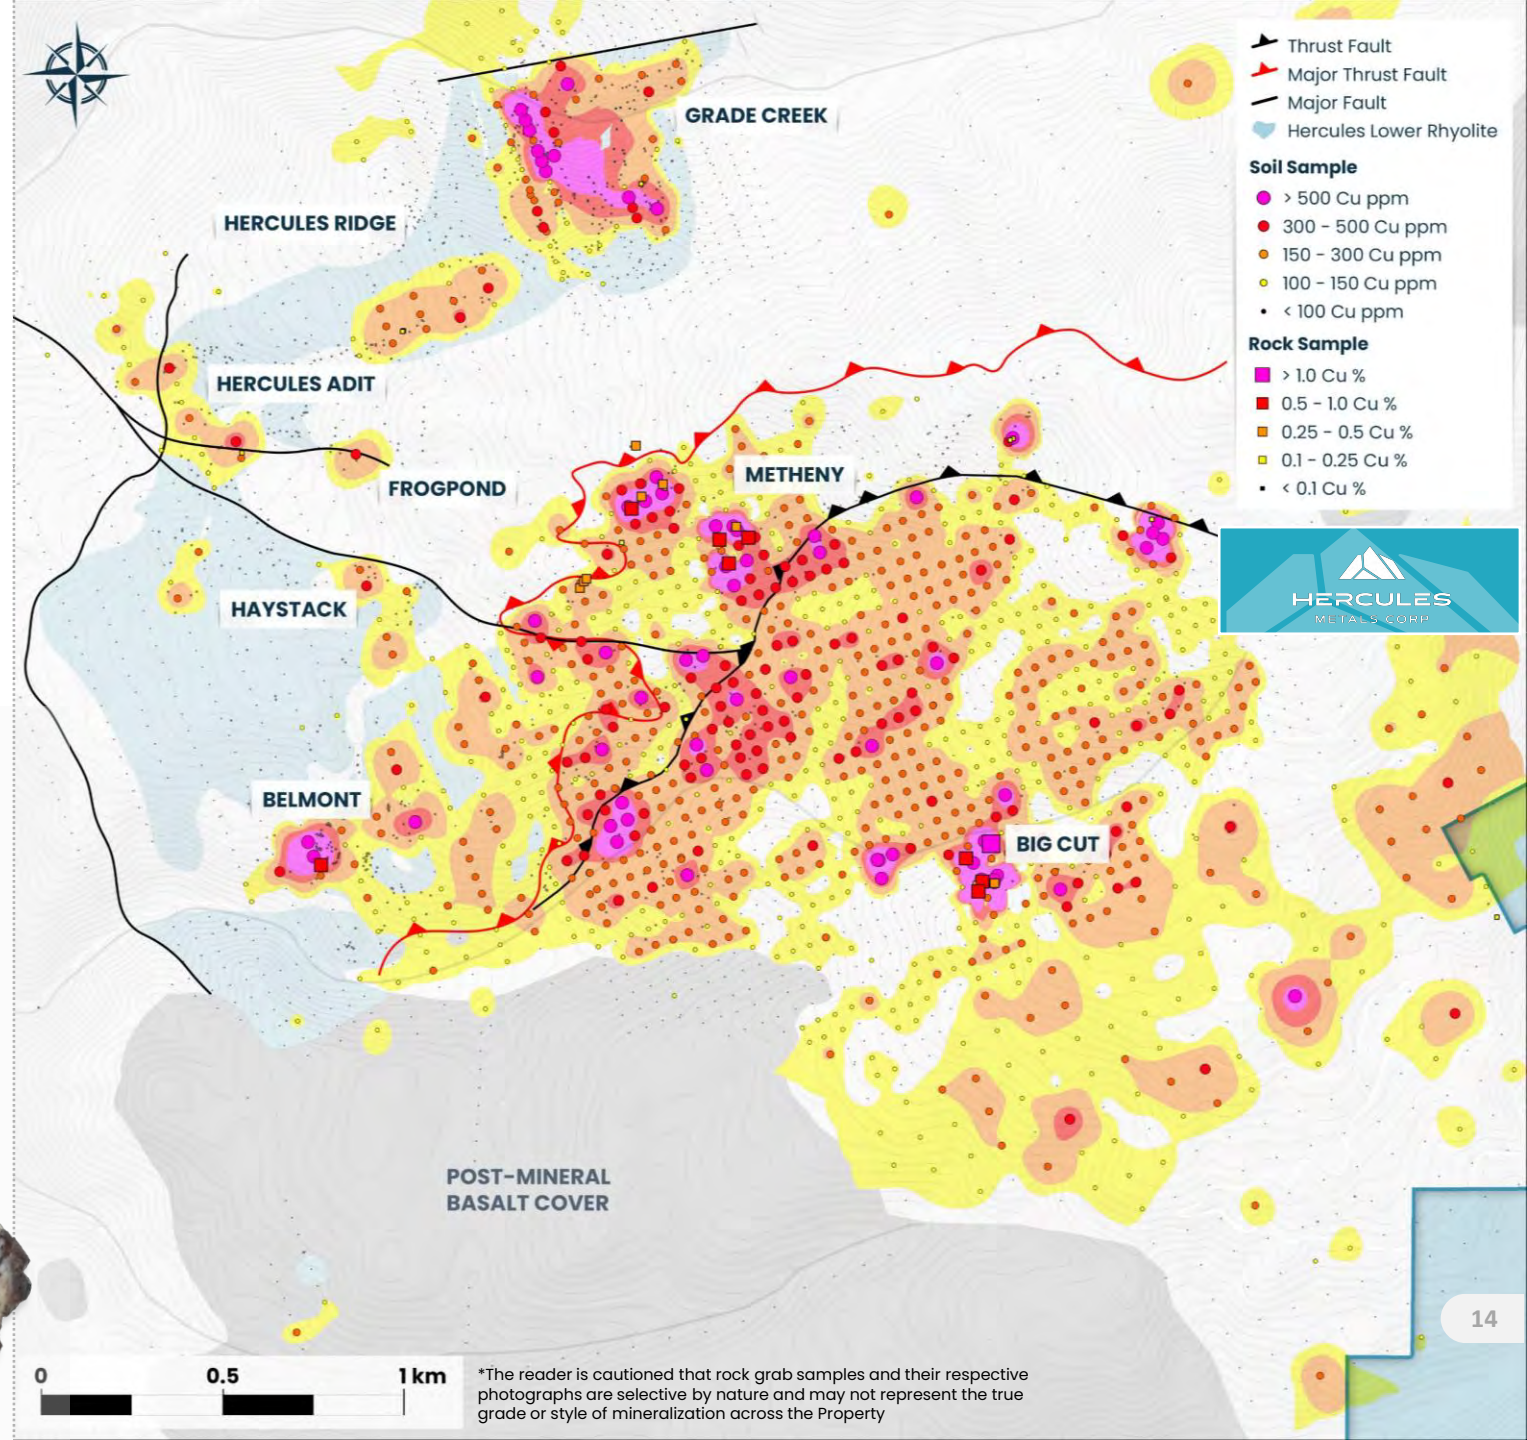 Thrust Fault
Major Thrust Fault
Major Fault
Hercules Lower Rhyolite
Soil Sample
> 500 Cu ppm
300 - 500 Cu ppm
150 - 300 Cu ppm
100 - 150 Cu ppm
< 100 Cu ppm
Rock Sample
> 1.0 Cu %
0.5 - 1.0 Cu %
0.25 - 0.5 Cu %
0.1 - 0.25 Cu %
< 0.1 Cu %
GRADE CREEK
HERCULES RIDGE
HERCULES ADIT
FROGPOND
METHENY
HERCULES
METALS CORP
HAYSTACK
BELMONT
BIG CUT
POST-MINERAL
BASALT COVER
14
0 0.5 1 km
*The reader is cautioned that rock grab samples and their respective
photographs are selective by nature and may not represent the true
grade or style of mineralization across the Property